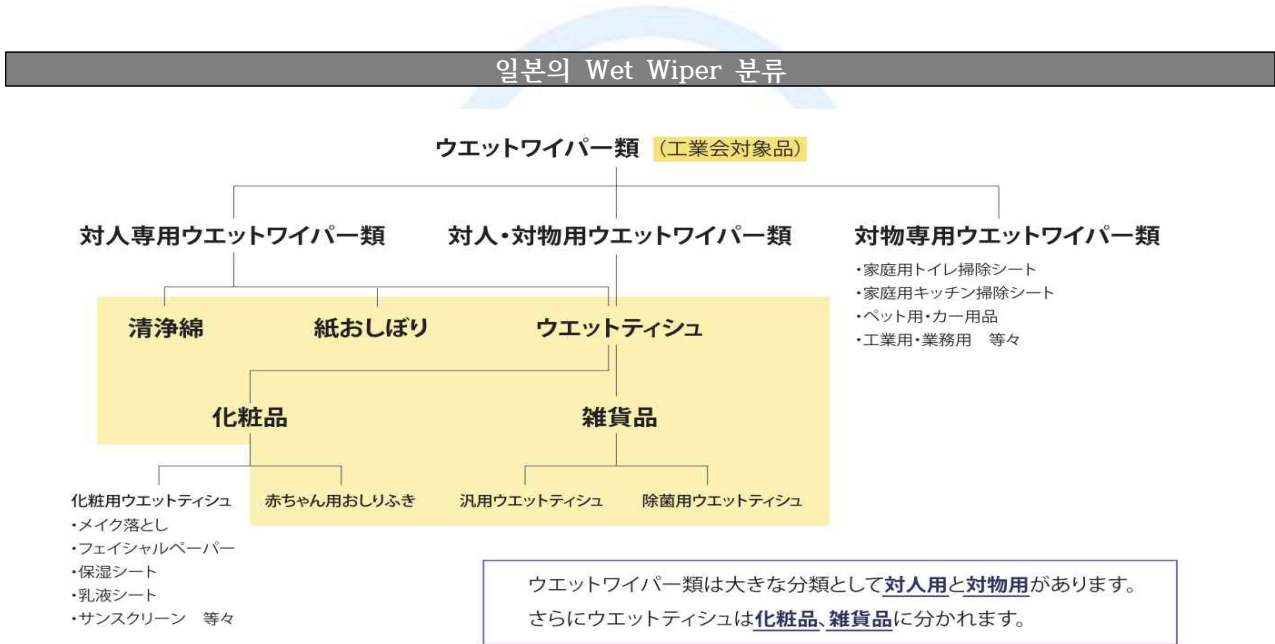 일본의 Wet Wiper 분류
ウエットワイパー類 (工業会対象品)
対人専用ウエットワイパー類
対人・対物用ウエットワイパー類
対物専用ウエットワイパー類
・家庭用トイレ掃除シート
・家庭用キッチン掃除シート
・ペット用・カー用品
・工業用・業務用 等々
清浄綿
紙おしぼり
ウエットティシュ
化粧品
雑貨品
化粧用ウエットティシュ
・メイク落とし
・フェイシャルペーパー
・保湿シート
・乳液シート
・サンスクリーン 等々
赤ちゃん用おしりふき
汎用ウエットティシュ
除菌用ウエットティシュ
ウエットワイパー類は大きな分類として対人用と対物用があります。
さらにウエットティシュは化粧品、雑貨品に分かれます。